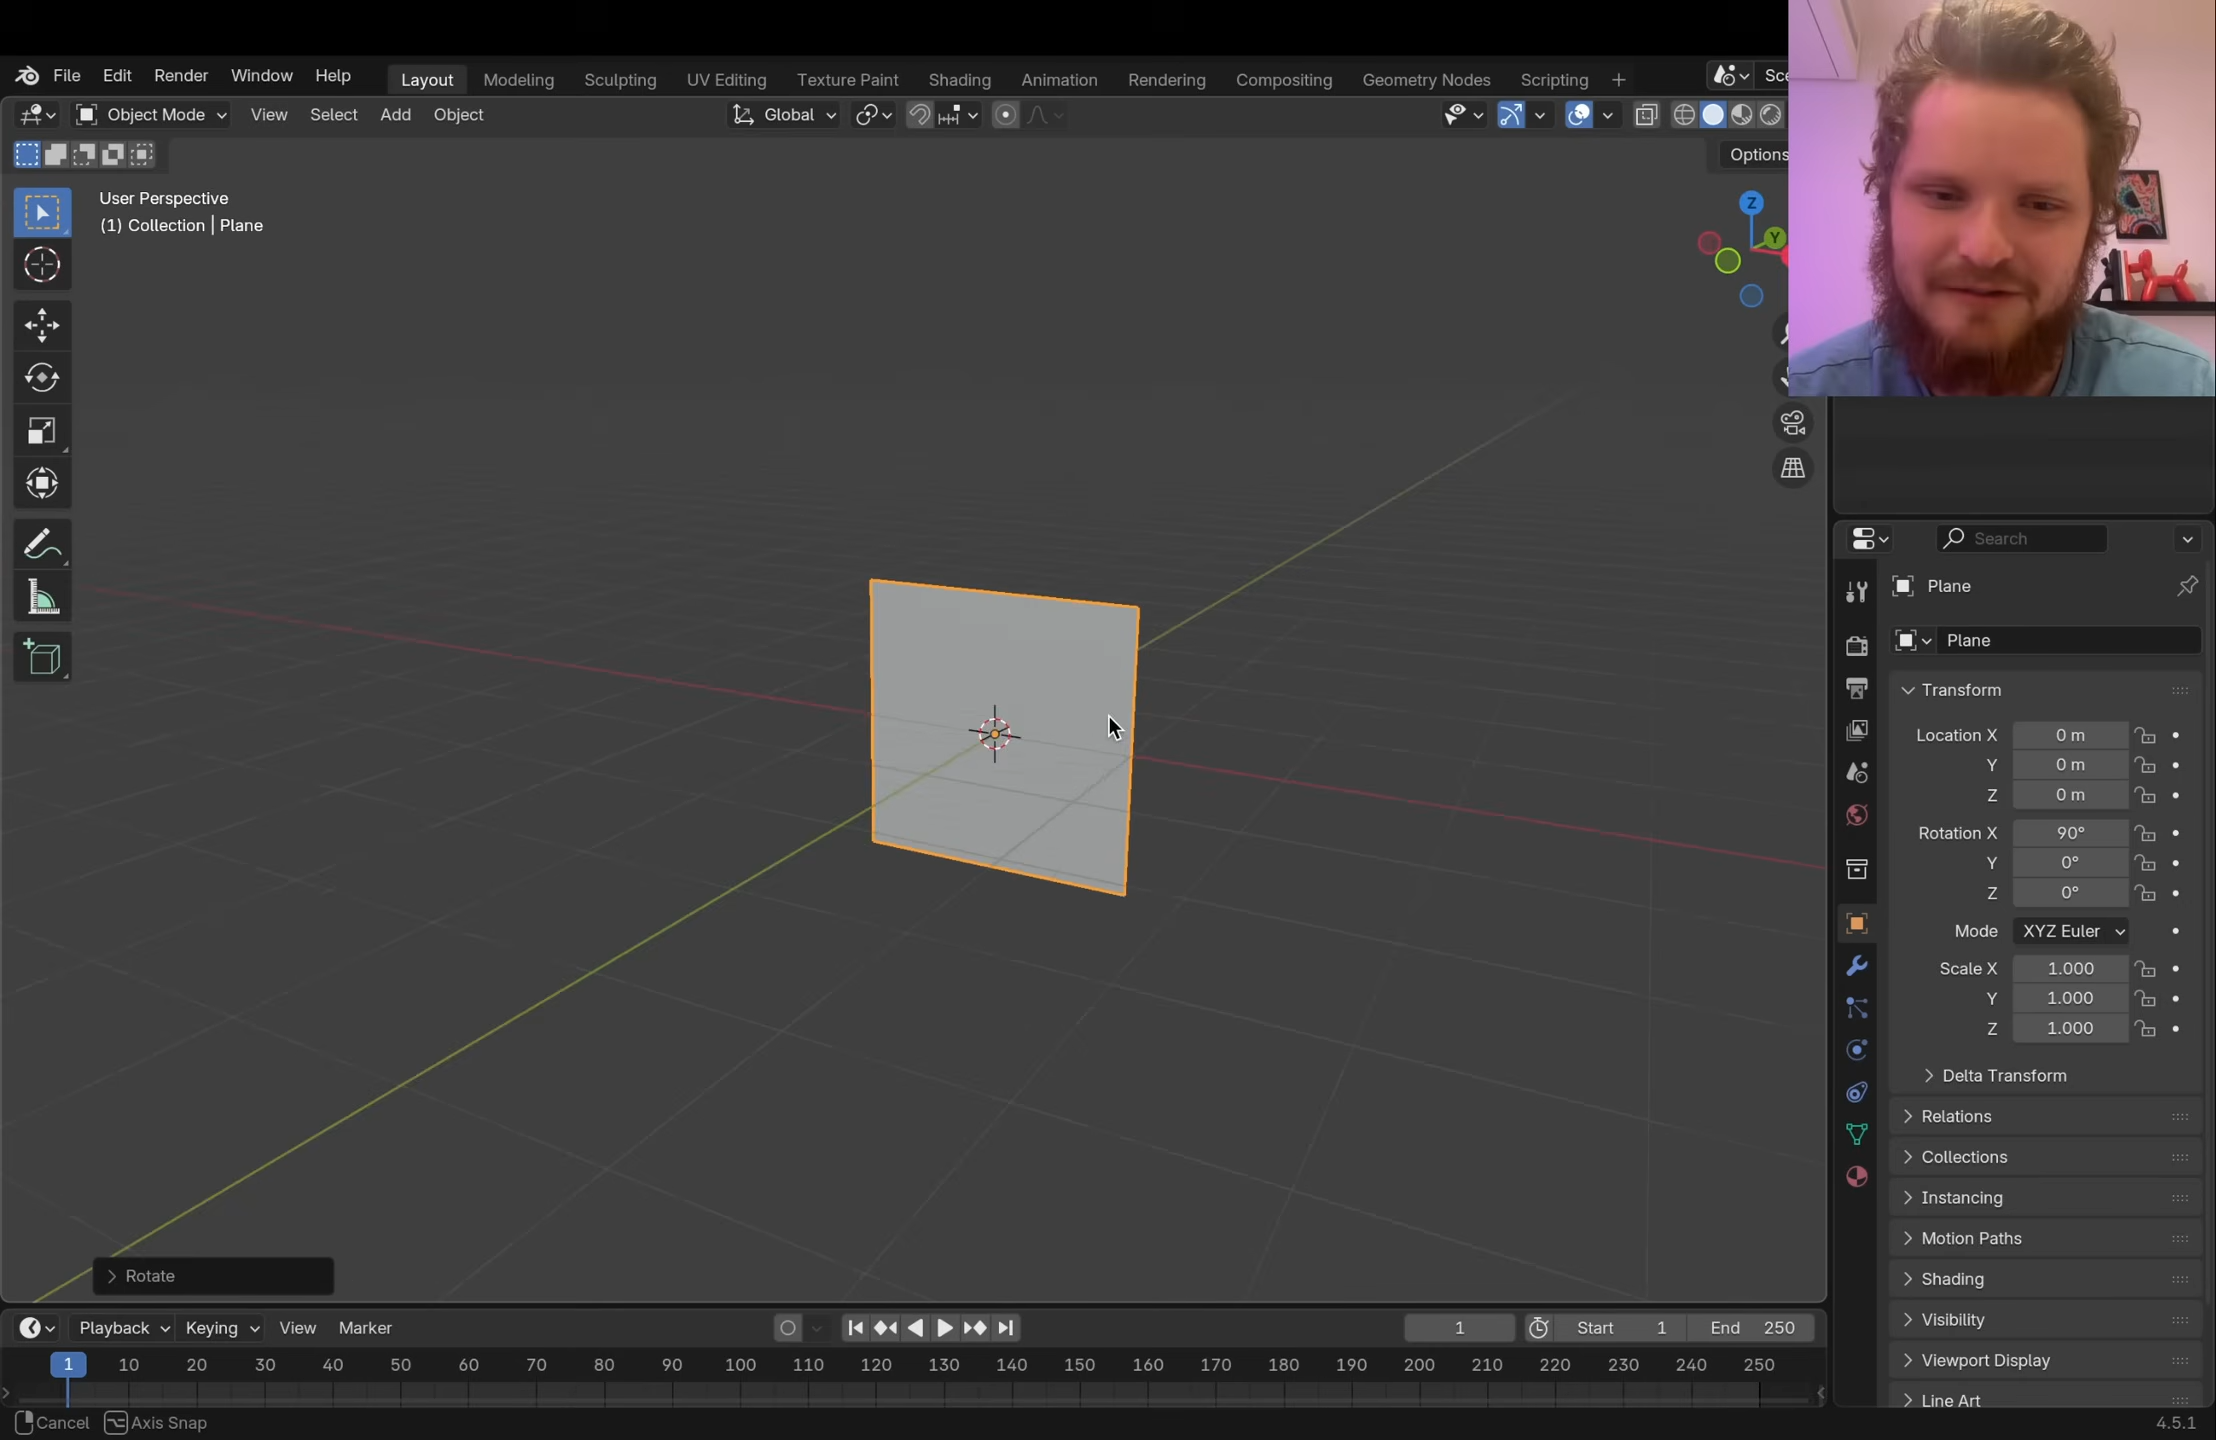 File Edit Render Window Help Layout Modeling Sculpting UV Editing Texture Paint Shading Animation Rendering Compositing Geometry Nodes Scripting + Sce
Object Mode View Select Add Object Global
Options
User Perspective
(1) Collection | Plane
Z
Y
Search
Plane
Plane
Transform
Location X 0 m
Y 0 m
Z 0 m
Rotation X 90°
Y 0°
Z 0°
Mode XYZ Euler
Scale X 1.000
Y 1.000
Z 1.000
Delta Transform
Relations
Collections
Instancing
Motion Paths
Shading
Visibility
Viewport Display
Line Art
Rotate
Playback Keying View Marker 1 Start 1 End 250
1 10 20 30 40 50 60 70 80 90 100 110 120 130 140 150 160 170 180 190 200 210 220 230 240 250
Cancel Axis Snap 4.5.1